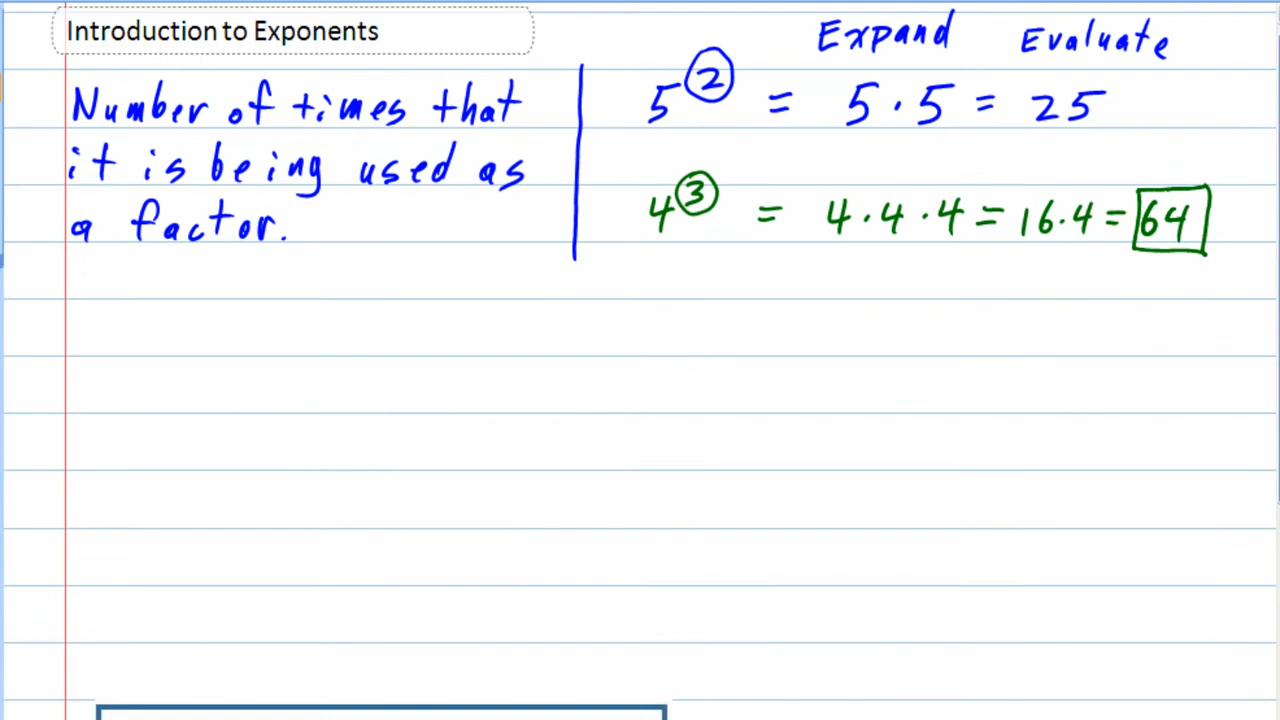 Introduction to Exponents
Number of times that
it is being used as
a factor.
Expand Evaluate
5² = 5 · 5 = 25
4³ = 4 · 4 · 4 = 16 · 4 = 64